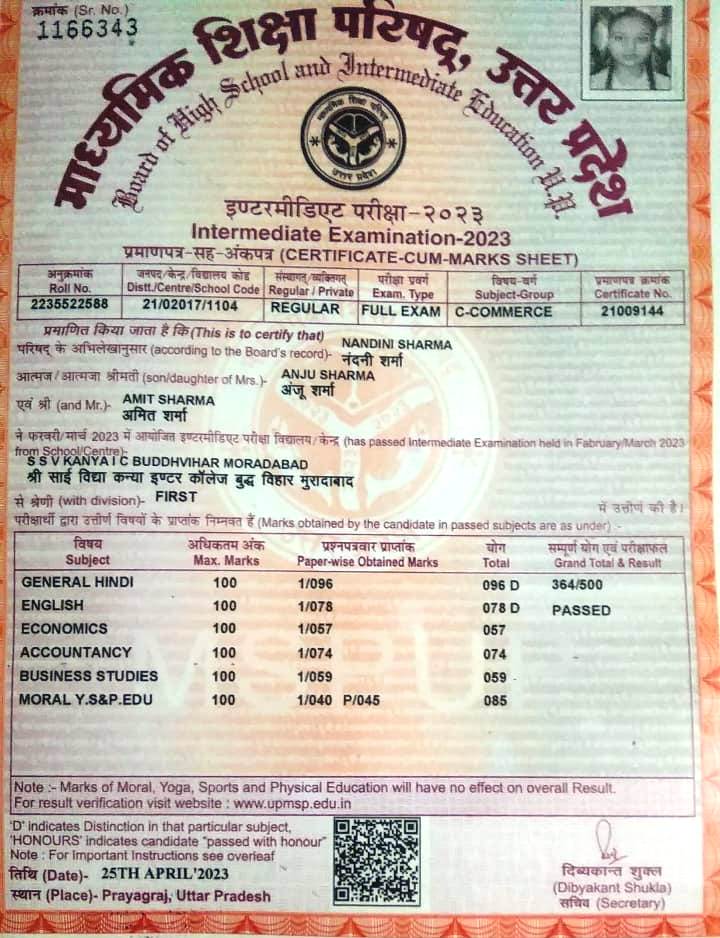 क्रमांक (Sr. No.)
1166343
माध्यमिक शिक्षा परिषद्, उत्तर प्रदेश
Board of High School and Intermediate Education U.P.
माध्यमिक शिक्षा परिषद्
उत्तर प्रदेश
इण्टरमीडिएट परीक्षा-२०२३
Intermediate Examination-2023
प्रमाणपत्र-सह-अंकपत्र (CERTIFICATE-CUM-MARKS SHEET)
अनुक्रमांक जनपद/केन्द्र/विद्यालय कोड संस्थागत/व्यक्तिगत परीक्षा प्रवर्ग विषय-वर्ग प्रमाणपत्र क्रमांक
Roll No. Distt./Centre/School Code Regular / Private Exam. Type Subject-Group Certificate No.
2235522588 21/02017/1104 REGULAR FULL EXAM C-COMMERCE 21009144
प्रमाणित किया जाता है कि (This is to certify that)
NANDINI SHARMA
परिषद् के अभिलेखानुसार (according to the Board's record)- नंदनी शर्मा
आत्मज/आत्मजा श्रीमती (son/daughter of Mrs.)- ANJU SHARMA
अंजू शर्मा
एवं श्री (and Mr.)- AMIT SHARMA
अमित शर्मा
ने फरवरी/मार्च 2023 में आयोजित इण्टरमीडिएट परीक्षा विद्यालय/केन्द्र (has passed Intermediate Examination held in Fabruary/March 2023
from School/Centre)-
S S V KANYA I C BUDDHVIHAR MORADABAD
श्री साई विद्या कन्या इण्टर कॉलेज बुद्ध विहार मुरादाबाद
से श्रेणी (with division)- FIRST में उत्तीर्ण की है।
परीक्षार्थी द्वारा उत्तीर्ण विषयों के प्राप्तांक निम्नवत हैं (Marks obtained by the candidate in passed subjects are as under) :-
विषय अधिकतम अंक प्रश्नपत्रवार प्राप्तांक योग सम्पूर्ण योग एवं परीक्षाफल
Subject Max. Marks Paper-wise Obtained Marks Total Grand Total & Result
GENERAL HINDI 100 1/096 096 D 364/500
ENGLISH 100 1/078 078 D PASSED
ECONOMICS 100 1/057 057
ACCOUNTANCY 100 1/074 074
BUSINESS STUDIES 100 1/059 059
MORAL Y.S&P.EDU 100 1/040 P/045 085
Note :- Marks of Moral, Yoga, Sports and Physical Education will have no effect on overall Result.
For result verification visit website : www.upmsp.edu.in
'D' indicates Distinction in that particular subject,
'HONOURS' indicates candidate "passed with honour"
Note : For Important Instructions see overleaf
तिथि (Date)- 25TH APRIL'2023
स्थान (Place)- Prayagraj, Uttar Pradesh
दिब्यकान्त शुक्ल
(Dibyakant Shukla)
सचिव (Secretary)